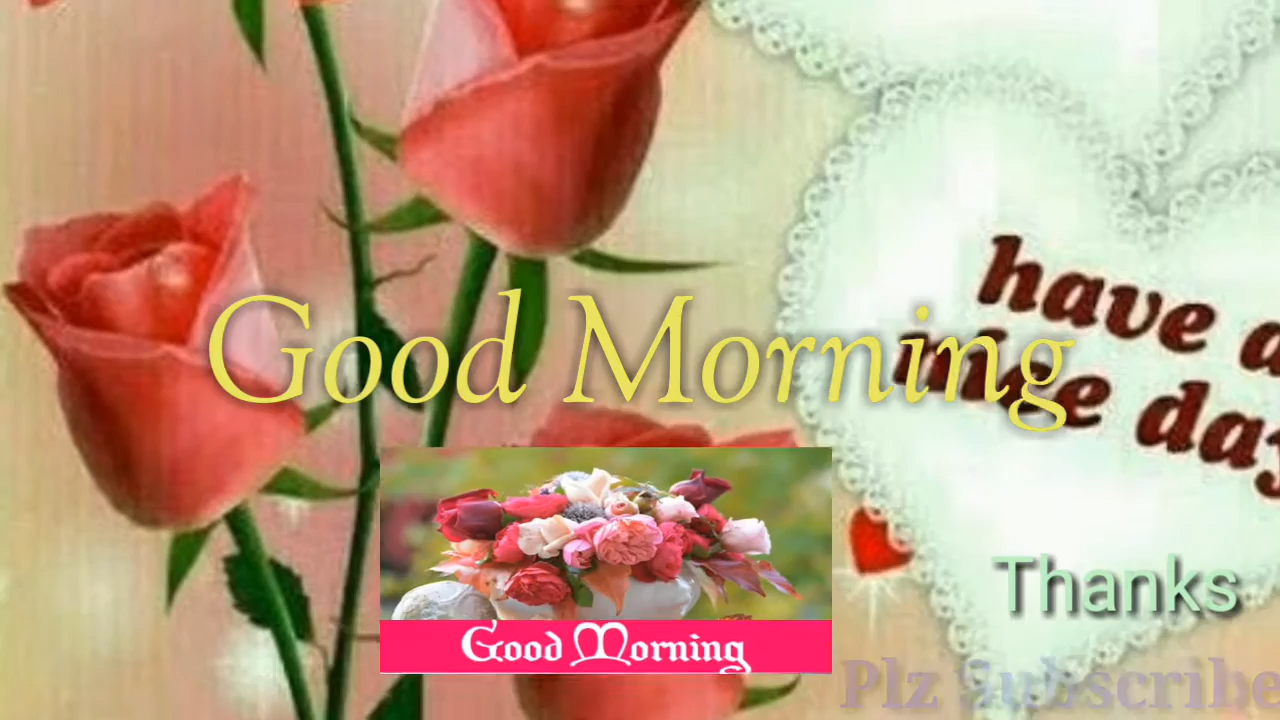 Good Morning
have a
nice day
Good Morning
Thanks
Plz Subscribe